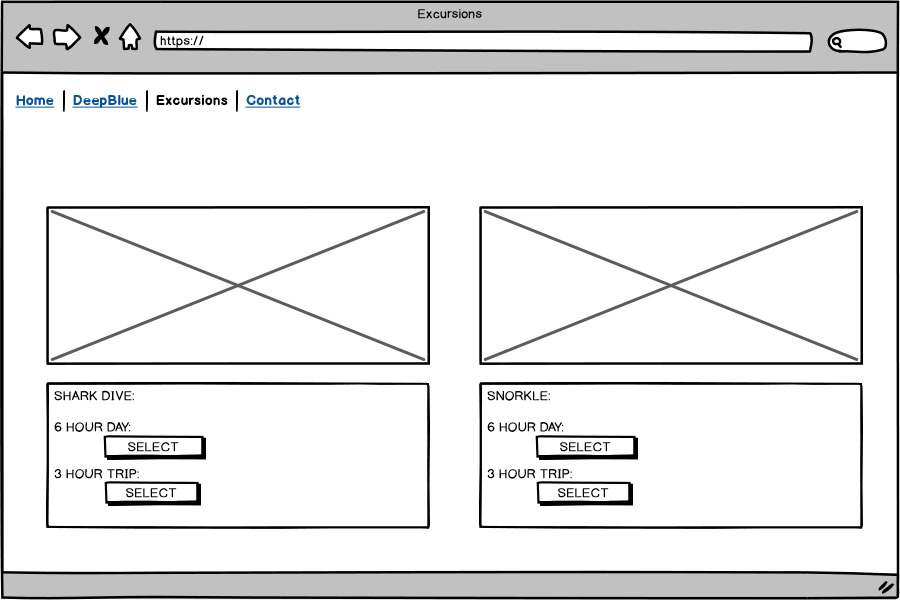 Excursions
https://
Home DeepBlue Excursions Contact
SHARK DIVE:
6 HOUR DAY:
SELECT
3 HOUR TRIP:
SELECT
SNORKLE:
6 HOUR DAY:
SELECT
3 HOUR TRIP:
SELECT